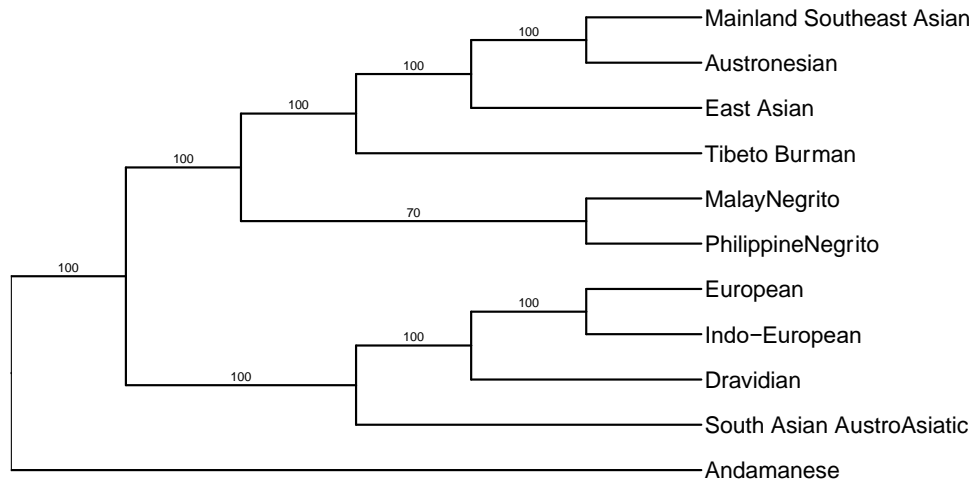 Mainland Southeast Asian
100
Austronesian
100
East Asian
100
Tibeto Burman
100
MalayNegrito
70
PhilippineNegrito
100
European
100
Indo−European
100
Dravidian
100
South Asian AustroAsiatic
Andamanese